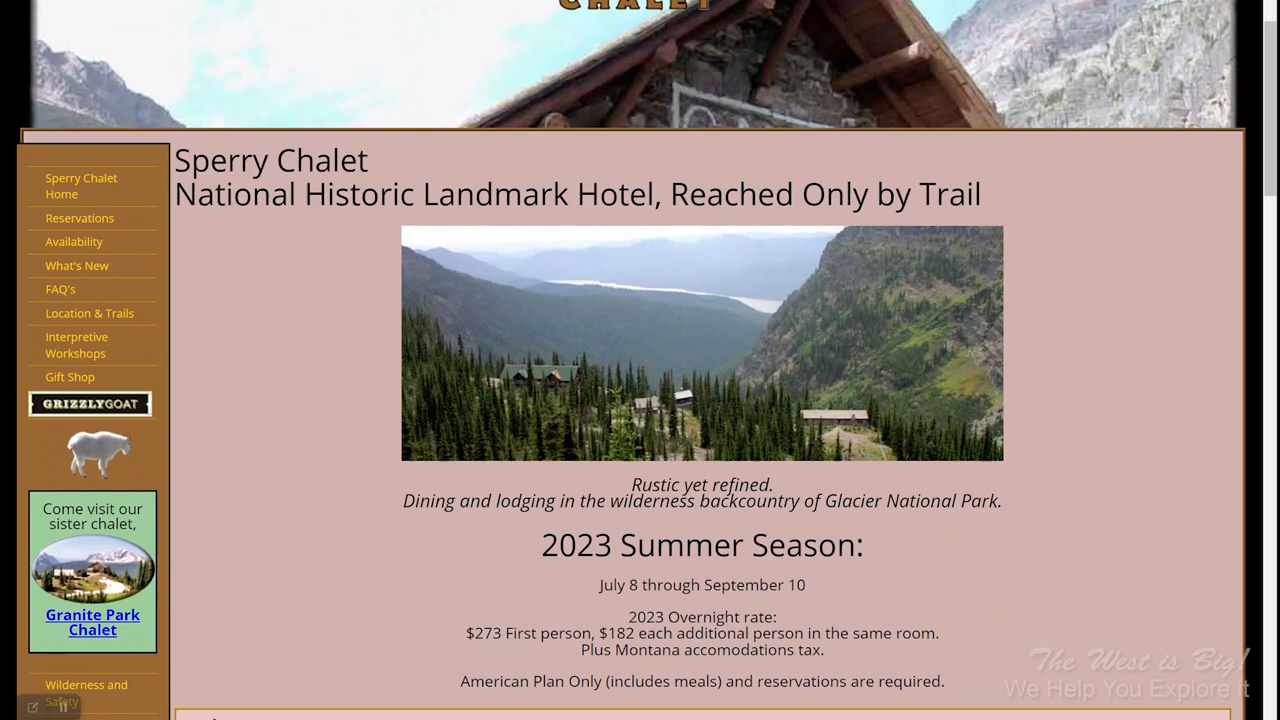 CHALET
Sperry Chalet
National Historic Landmark Hotel, Reached Only by Trail
Sperry Chalet
Home
Reservations
Availability
What's New
FAQ's
Location & Trails
Interpretive
Workshops
Gift Shop
GRIZZLYGOAT
Come visit our
sister chalet,
Granite Park
Chalet
Wilderness and
Safety
Rustic yet refined.
Dining and lodging in the wilderness backcountry of Glacier National Park.
2023 Summer Season:
July 8 through September 10
2023 Overnight rate:
$273 First person, $182 each additional person in the same room.
Plus Montana accomodations tax.
American Plan Only (includes meals) and reservations are required.
The West is Big!
We Help You Explore it